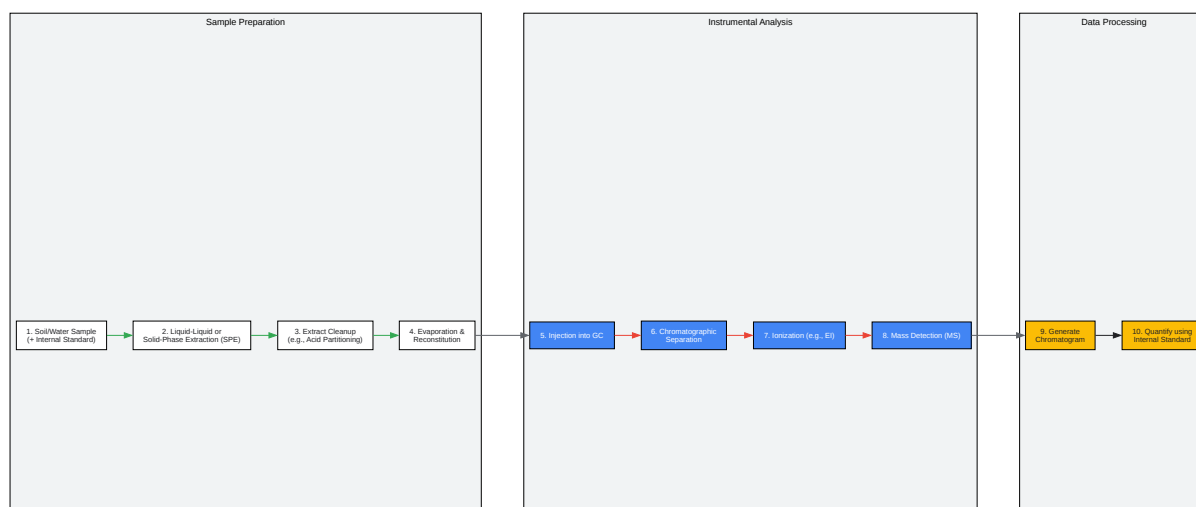 Sample Preparation
Instrumental Analysis
Data Processing
1. Soil/Water Sample
(+ Internal Standard)
2. Liquid-Liquid or
Solid-Phase Extraction (SPE)
3. Extract Cleanup
(e.g., Acid Partitioning)
4. Evaporation &
Reconstitution
5. Injection into GC
6. Chromatographic
Separation
7. Ionization (e.g., EI)
8. Mass Detection (MS)
9. Generate
Chromatogram
10. Quantify using
Internal Standard